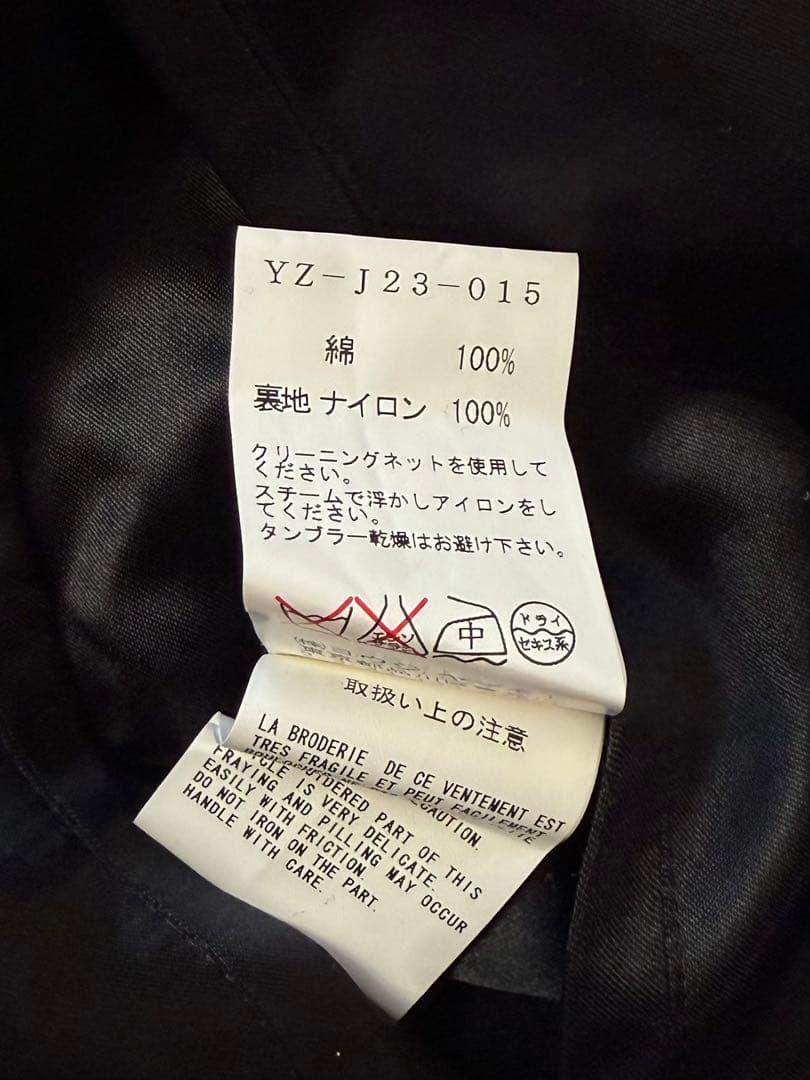 YZ-J23-015
綿 100%
裏地 ナイロン 100%
クリーニングネットを使用して
ください。
スチームで浮かしアイロンをし
てください。
タンブラー乾燥はお避け下さい。
中
ドライ
セキユ系
取扱い上の注意
LA BRODERIE DE CE VENTEMENT EST
TRES FRAGILE ET PEUT FACILEMENT
PRECAUTION.
IS VERY DELICATE.
PART OF THIS
FRAYING AND PILLING MAY OCCUR
EASILY WITH FRICTION.
DO NOT IRON ON THE PART.
HANDLE WITH CARE.